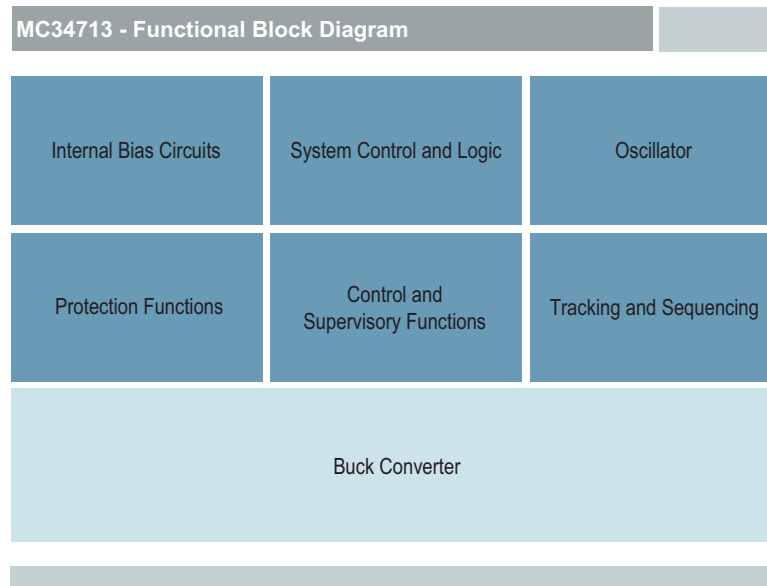 MC34713 - Functional Block Diagram
Internal Bias Circuits
System Control and Logic
Oscillator
Protection Functions
Control and
Supervisory Functions
Tracking and Sequencing
Buck Converter